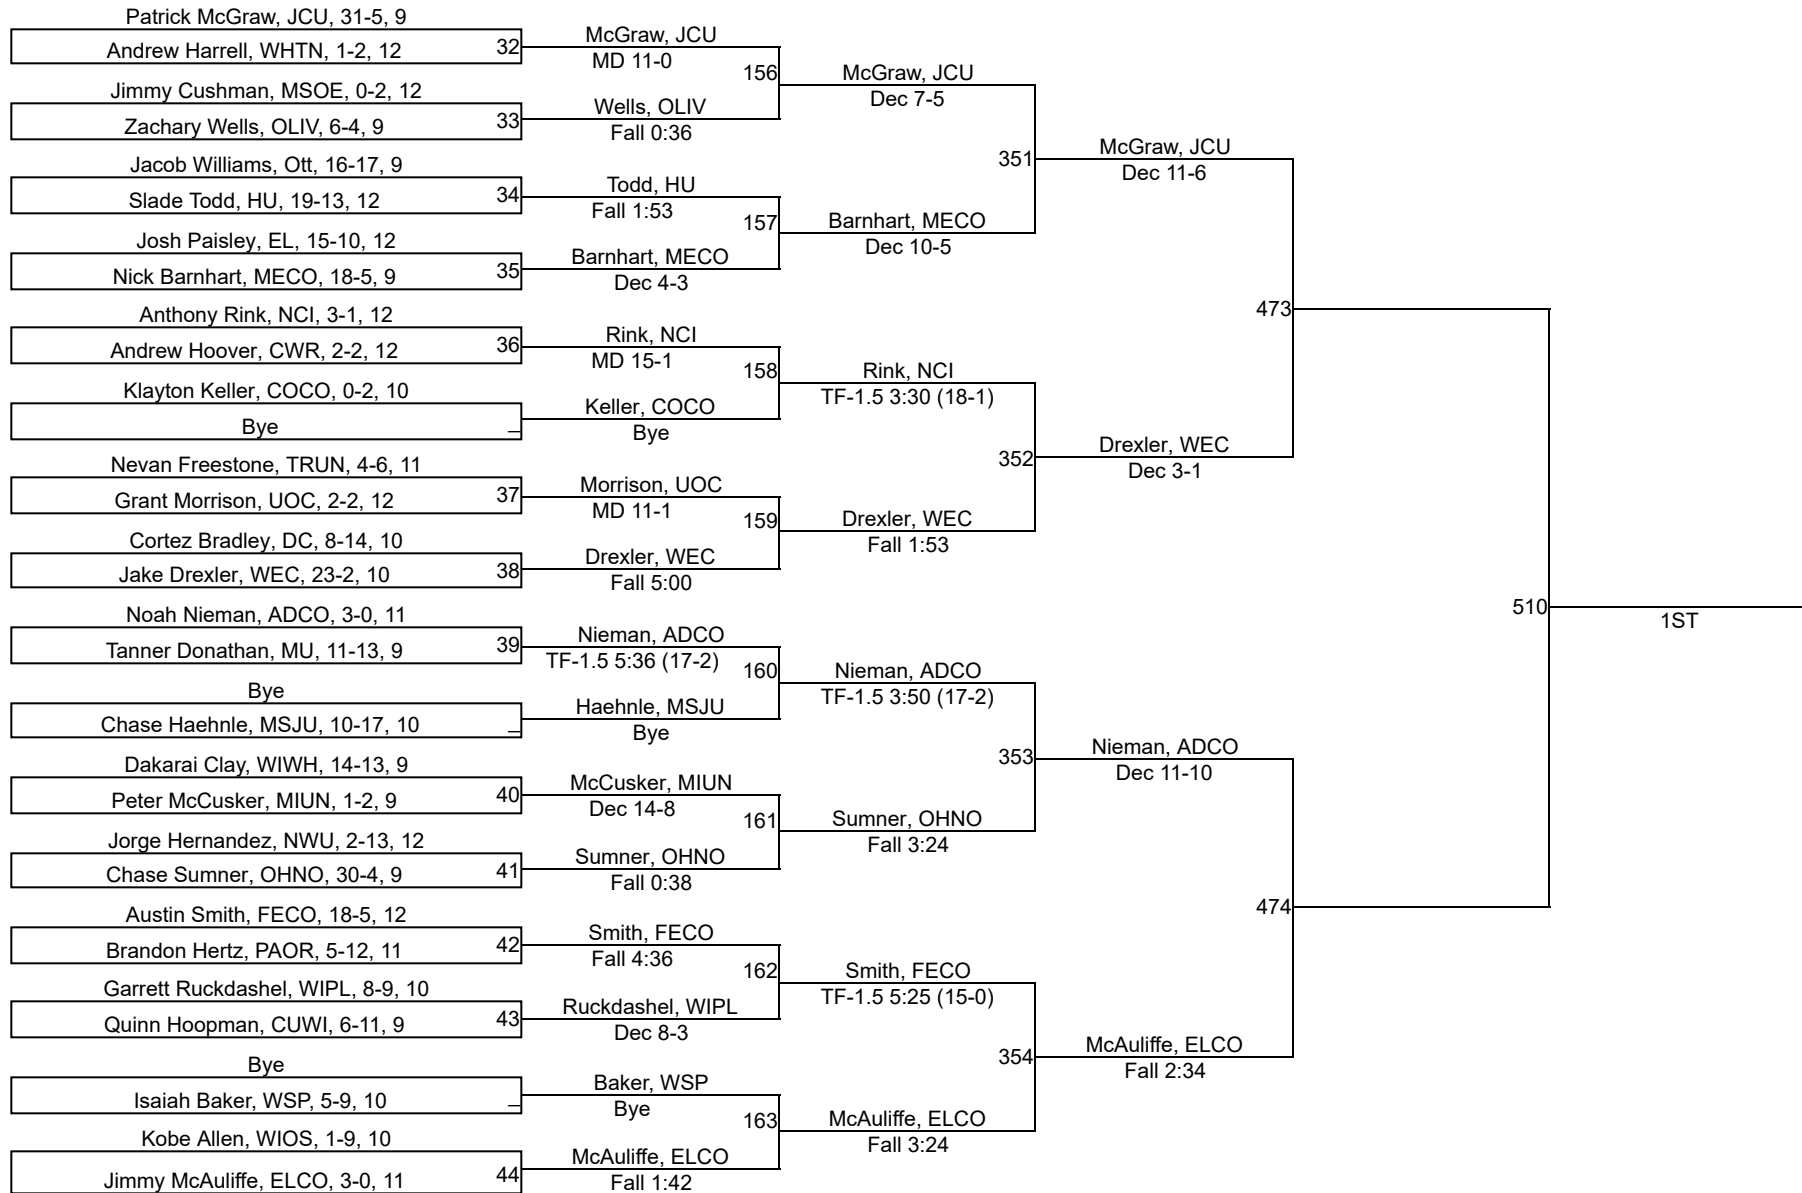 Patrick McGraw, JCU, 31-5, 9
Andrew Harrell, WHTN, 1-2, 12
32
Jimmy Cushman, MSOE, 0-2, 12
Zachary Wells, OLIV, 6-4, 9
33
Jacob Williams, Ott, 16-17, 9
Slade Todd, HU, 19-13, 12
34
Josh Paisley, EL, 15-10, 12
Nick Barnhart, MECO, 18-5, 9
35
Anthony Rink, NCI, 3-1, 12
Andrew Hoover, CWR, 2-2, 12
36
Klayton Keller, COCO, 0-2, 10
Bye
_
Nevan Freestone, TRUN, 4-6, 11
Grant Morrison, UOC, 2-2, 12
37
Cortez Bradley, DC, 8-14, 10
Jake Drexler, WEC, 23-2, 10
38
Noah Nieman, ADCO, 3-0, 11
Tanner Donathan, MU, 11-13, 9
39
Bye
Chase Haehnle, MSJU, 10-17, 10
_
Dakarai Clay, WIWH, 14-13, 9
Peter McCusker, MIUN, 1-2, 9
40
Jorge Hernandez, NWU, 2-13, 12
Chase Sumner, OHNO, 30-4, 9
41
Austin Smith, FECO, 18-5, 12
Brandon Hertz, PAOR, 5-12, 11
42
Garrett Ruckdashel, WIPL, 8-9, 10
Quinn Hoopman, CUWI, 6-11, 9
43
Bye
Isaiah Baker, WSP, 5-9, 10
_
Kobe Allen, WIOS, 1-9, 10
Jimmy McAuliffe, ELCO, 3-0, 11
44
McGraw, JCU
MD 11-0
156
Wells, OLIV
Fall 0:36
Todd, HU
Fall 1:53
157
Barnhart, MECO
Dec 4-3
Rink, NCI
MD 15-1
158
Keller, COCO
Bye
Morrison, UOC
MD 11-1
159
Drexler, WEC
Fall 5:00
Nieman, ADCO
TF-1.5 5:36 (17-2)
160
Haehnle, MSJU
Bye
McCusker, MIUN
Dec 14-8
161
Sumner, OHNO
Fall 0:38
Smith, FECO
Fall 4:36
162
Ruckdashel, WIPL
Dec 8-3
Baker, WSP
Bye
163
McAuliffe, ELCO
Fall 1:42
McGraw, JCU
Dec 7-5
351
Barnhart, MECO
Dec 10-5
Rink, NCI
TF-1.5 3:30 (18-1)
352
Drexler, WEC
Fall 1:53
Nieman, ADCO
TF-1.5 3:50 (17-2)
353
Sumner, OHNO
Fall 3:24
Smith, FECO
TF-1.5 5:25 (15-0)
354
McAuliffe, ELCO
Fall 3:24
McGraw, JCU
Dec 11-6
473
Drexler, WEC
Dec 3-1
Nieman, ADCO
Dec 11-10
474
McAuliffe, ELCO
Fall 2:34
510
1ST